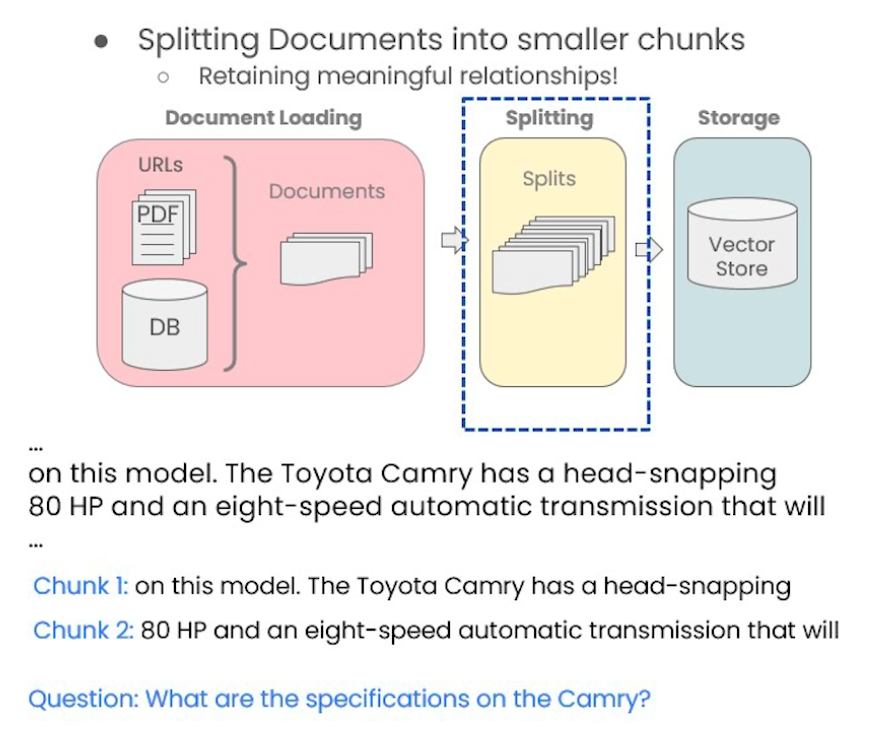 ● Splitting Documents into smaller chunks
○ Retaining meaningful relationships!
Document Loading
Splitting
Storage
URLs
PDF
DB
Documents
Splits
Vector
Store
...
on this model. The Toyota Camry has a head-snapping
80 HP and an eight-speed automatic transmission that will
...
Chunk 1: on this model. The Toyota Camry has a head-snapping
Chunk 2: 80 HP and an eight-speed automatic transmission that will
Question: What are the specifications on the Camry?